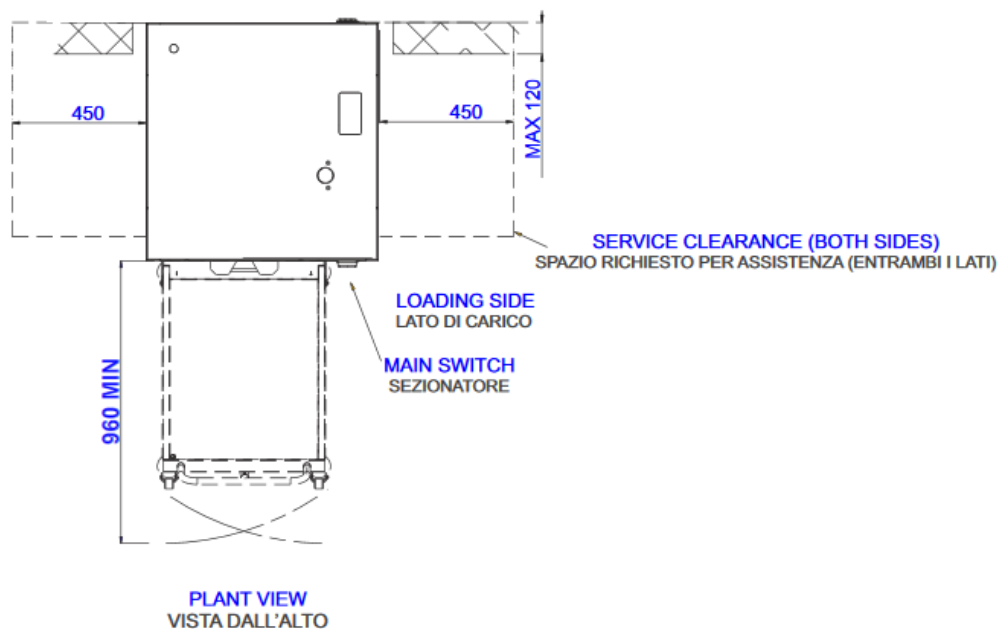 450
450
MAX 120
SERVICE CLEARANCE (BOTH SIDES)
SPAZIO RICHIESTO PER ASSISTENZA (ENTRAMBI I LATI)
LOADING SIDE
LATO DI CARICO
MAIN SWITCH
SEZIONATORE
960 MIN
PLANT VIEW
VISTA DALL'ALTO